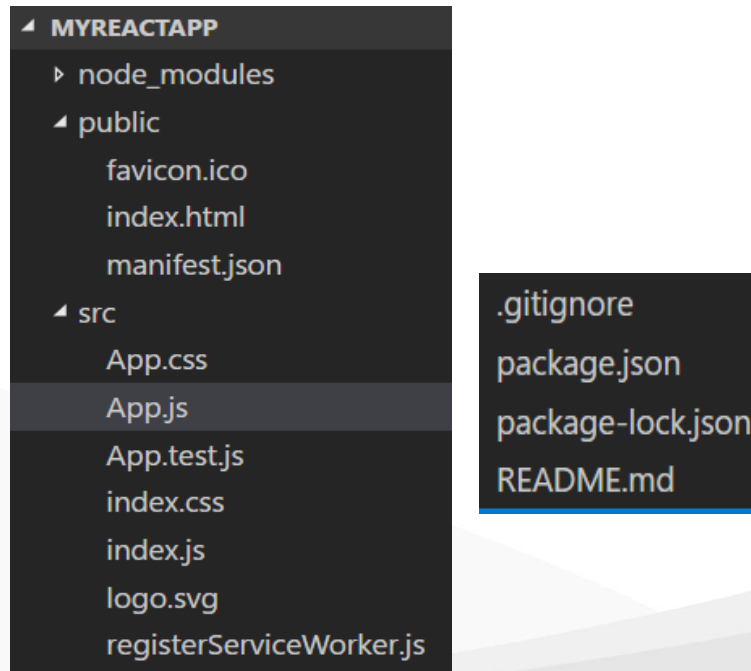 MYREACTAPP
node_modules
public
favicon.ico
index.html
manifest.json
src
App.css
App.js
App.test.js
index.css
index.js
logo.svg
registerServiceWorker.js
.gitignore
package.json
package-lock.json
README.md